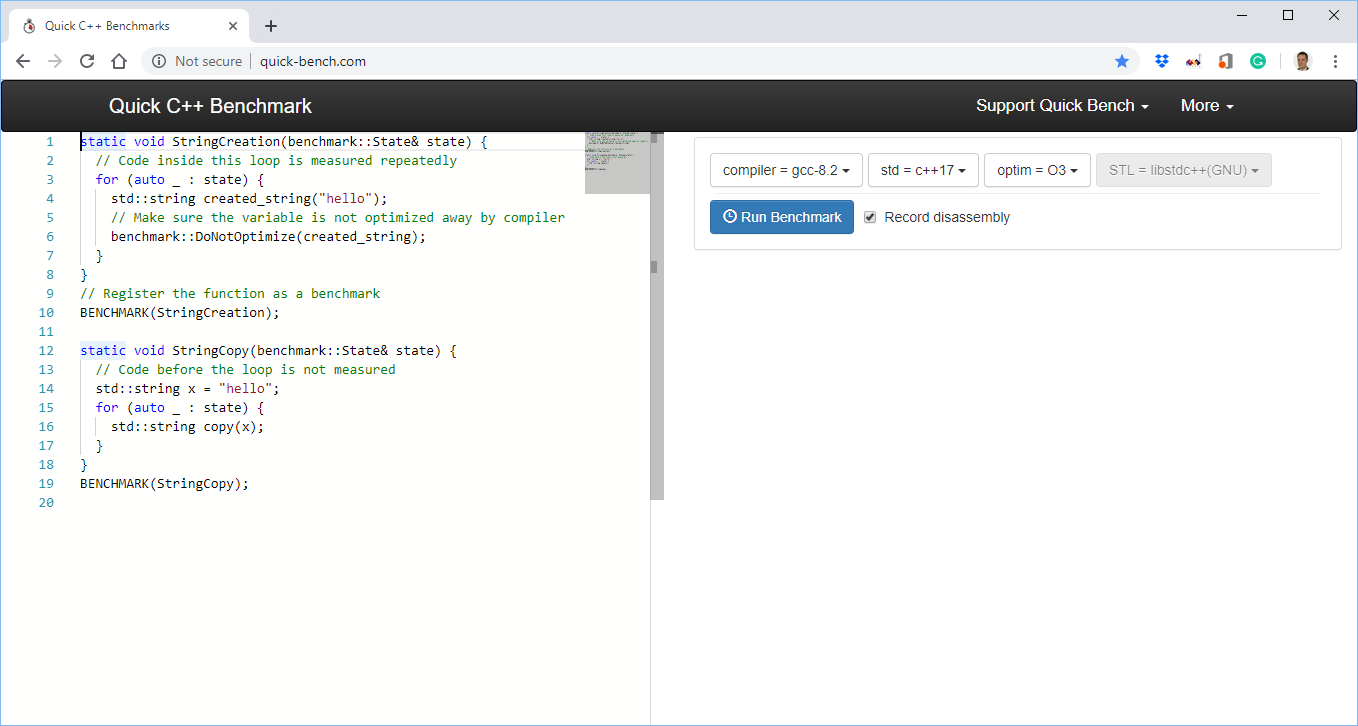 Quick C++ Benchmarks
Not secure quick-bench.com
Quick C++ Benchmark Support Quick Bench More
1 static void StringCreation(benchmark::State& state) {
2 // Code inside this loop is measured repeatedly
3 for (auto _ : state) {
4 std::string created_string("hello");
5 // Make sure the variable is not optimized away by compiler
6 benchmark::DoNotOptimize(created_string);
7 }
8 }
9 // Register the function as a benchmark
10 BENCHMARK(StringCreation);
11
12 static void StringCopy(benchmark::State& state) {
13 // Code before the loop is not measured
14 std::string x = "hello";
15 for (auto _ : state) {
16 std::string copy(x);
17 }
18 }
19 BENCHMARK(StringCopy);
20
compiler = gcc-8.2 std = c++17 optim = O3 STL = libstdc++(GNU)
Run Benchmark Record disassembly